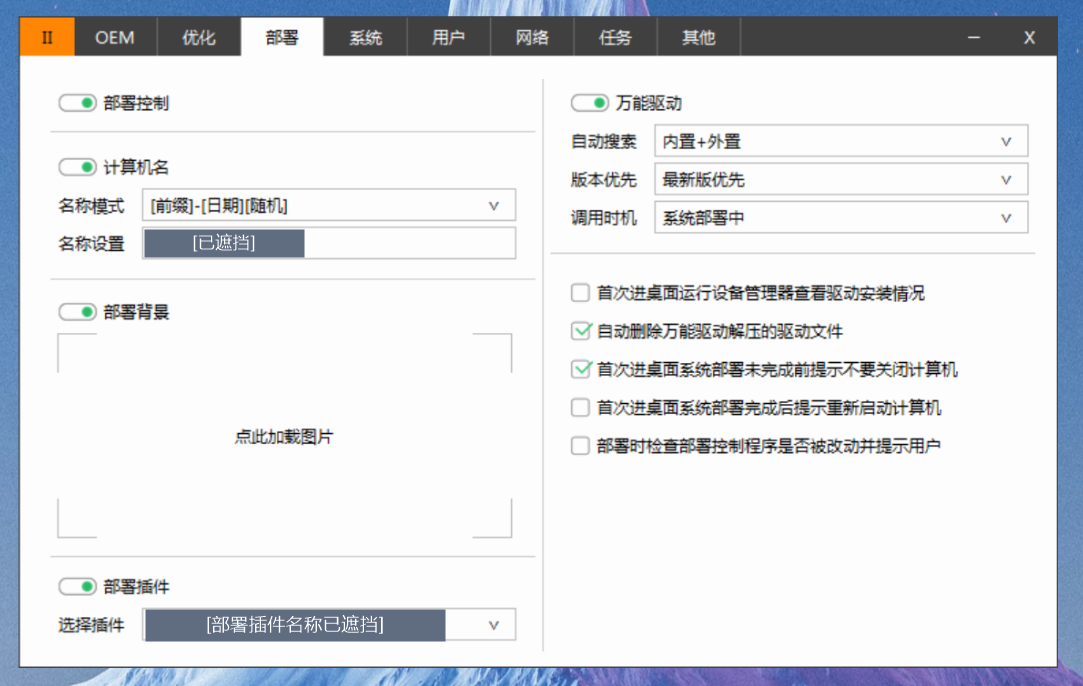 II OEM 优化 部署 系统 用户 网络 任务 其他 － X
部署控制
计算机名
名称模式 [前缀]-[日期][随机] v
名称设置 [已遮挡]
部署背景
点此加载图片
部署插件
选择插件 [部署插件名称已遮挡] v
万能驱动
自动搜索 内置+外置 v
版本优先 最新版优先 v
调用时机 系统部署中 v
首次进桌面运行设备管理器查看驱动安装情况
自动删除万能驱动解压的驱动文件
首次进桌面系统部署未完成前提示不要关闭计算机
首次进桌面系统部署完成后提示重新启动计算机
部署时检查部署控制程序是否被改动并提示用户